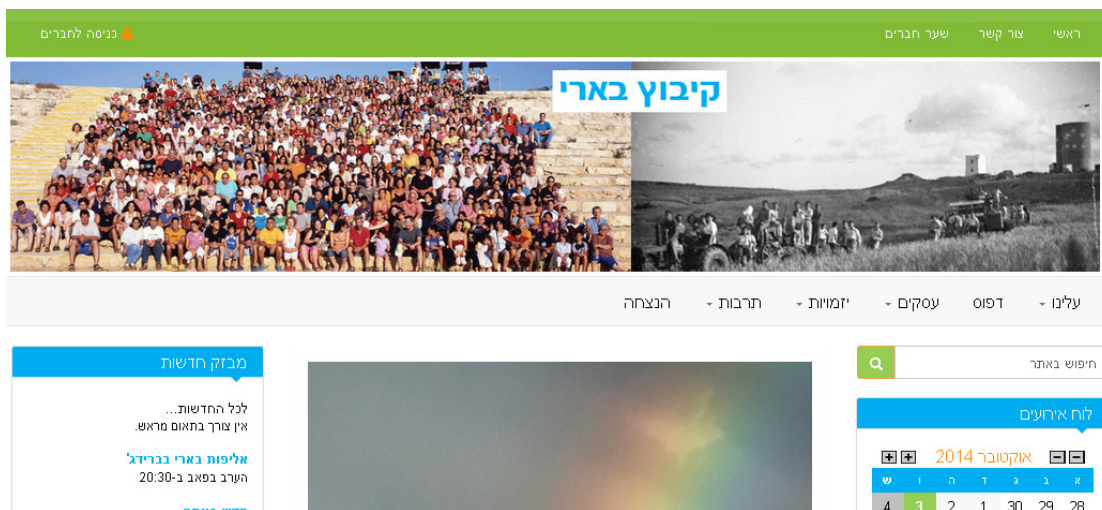 ראשי צור קשר שער חברים כניסה לחברים
קיבוץ בארי
עלינו דפוס עסקים יזמויות תרבות הנצחה
חיפוש באתר
לוח אירועים
אוקטובר 2014
א ב ג ד ה ו ש
28 29 30 1 2 3 4
מבזק חדשות
לכל החדשות...
אין צורך בתאום מראש.
אליפות בארי בברידג'
הערב בפאב ב-20:30